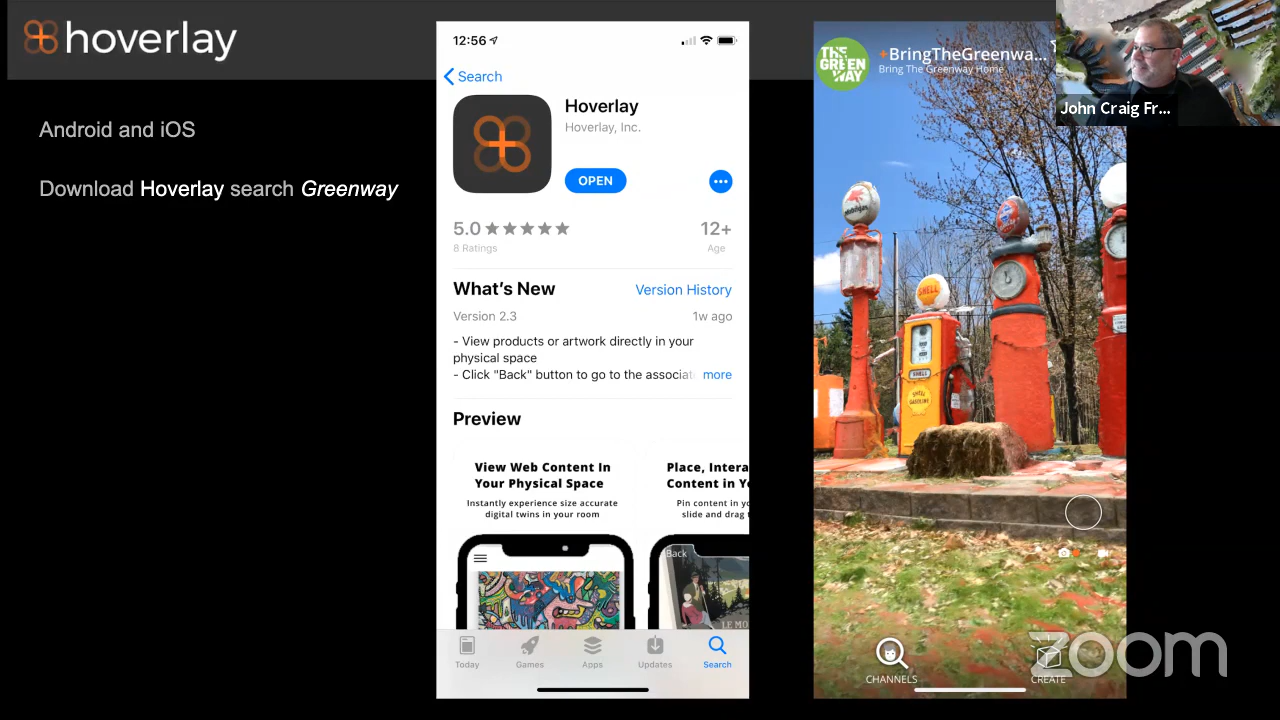 hoverlay
Android and iOS
Download Hoverlay search Greenway
12:56
Search
Hoverlay
Hoverlay, Inc.
OPEN
5.0
8 Ratings
12+
Age
What's New
Version History
Version 2.3
1w ago
- View products or artwork directly in your
physical space
- Click "Back" button to go to the associat
more
Preview
View Web Content In
Your Physical Space
Instantly experience size accurate
digital twins in your room
Place, Intera
Content in Yo
Pin content in yo
slide and drag t
Back
LE MO
Today
Games
Apps
Updates
Search
THE
GREEN
WAY
+BringTheGreenwa...
Bring The Greenway Home
SHELL
SHELL
CHANNELS
CREATE
John Craig Fr...
zoom